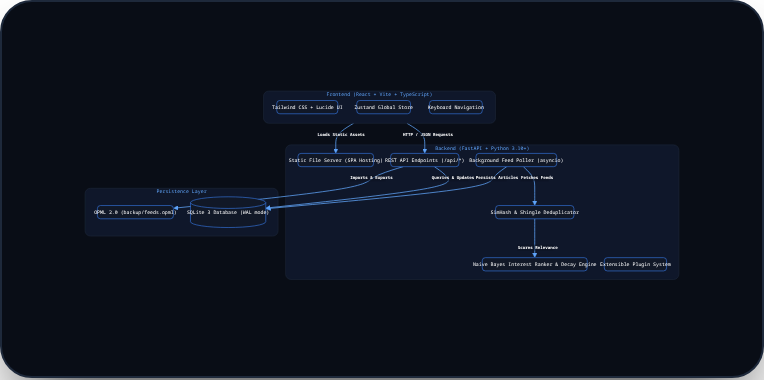 Frontend (React + Vite + TypeScript)
Tailwind CSS + Lucide UI
Zustand Global Store
Keyboard Navigation
Loads Static Assets
HTTP / JSON Requests
Backend (FastAPI + Python 3.10+)
Static File Server (SPA Hosting)
REST API Endpoints (/api/*)
Background Feed Poller (asyncio)
Imports & Exports
Queries & Updates
Persists Articles
Fetches Feeds
Persistence Layer
OPML 2.0 (backup/feeds.opml)
SQLite 3 Database (WAL mode)
SimHash & Shingle Deduplicator
Scores Relevance
Naive Bayes Interest Ranker & Decay Engine
Extensible Plugin System